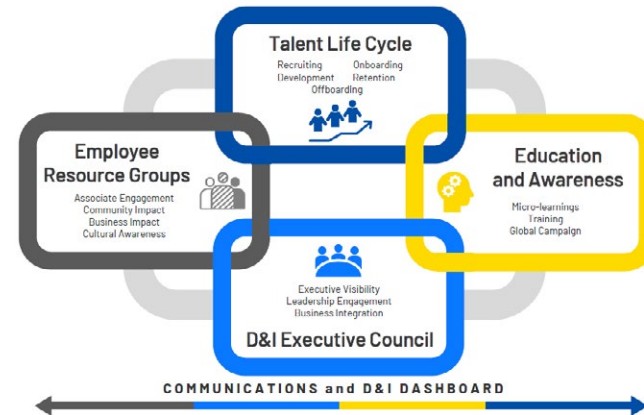 Talent Life Cycle
Recruiting Onboarding
Development Retention
Offboarding
Employee
Resource Groups
Associate Engagement
Community Impact
Business Impact
Cultural Awareness
Education
and Awareness
Micro-learnings
Training
Global Campaign
Executive Visibility
Leadership Engagement
Business Integration
D&I Executive Council
COMMUNICATIONS and D&I DASHBOARD